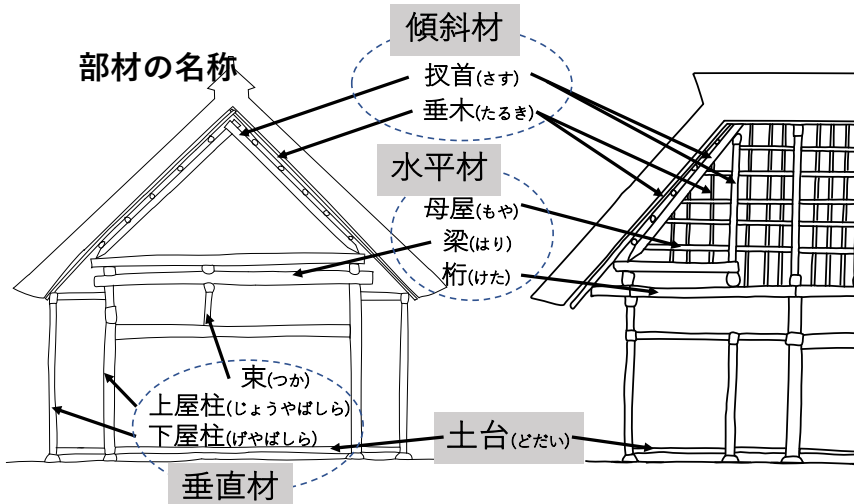 部材の名称
傾斜材
扠首(さす)
垂木(たるき)
水平材
母屋(もや)
梁(はり)
桁(けた)
束(つか)
上屋柱(じょうやばしら)
下屋柱(げやばしら)
垂直材
土台(どだい)